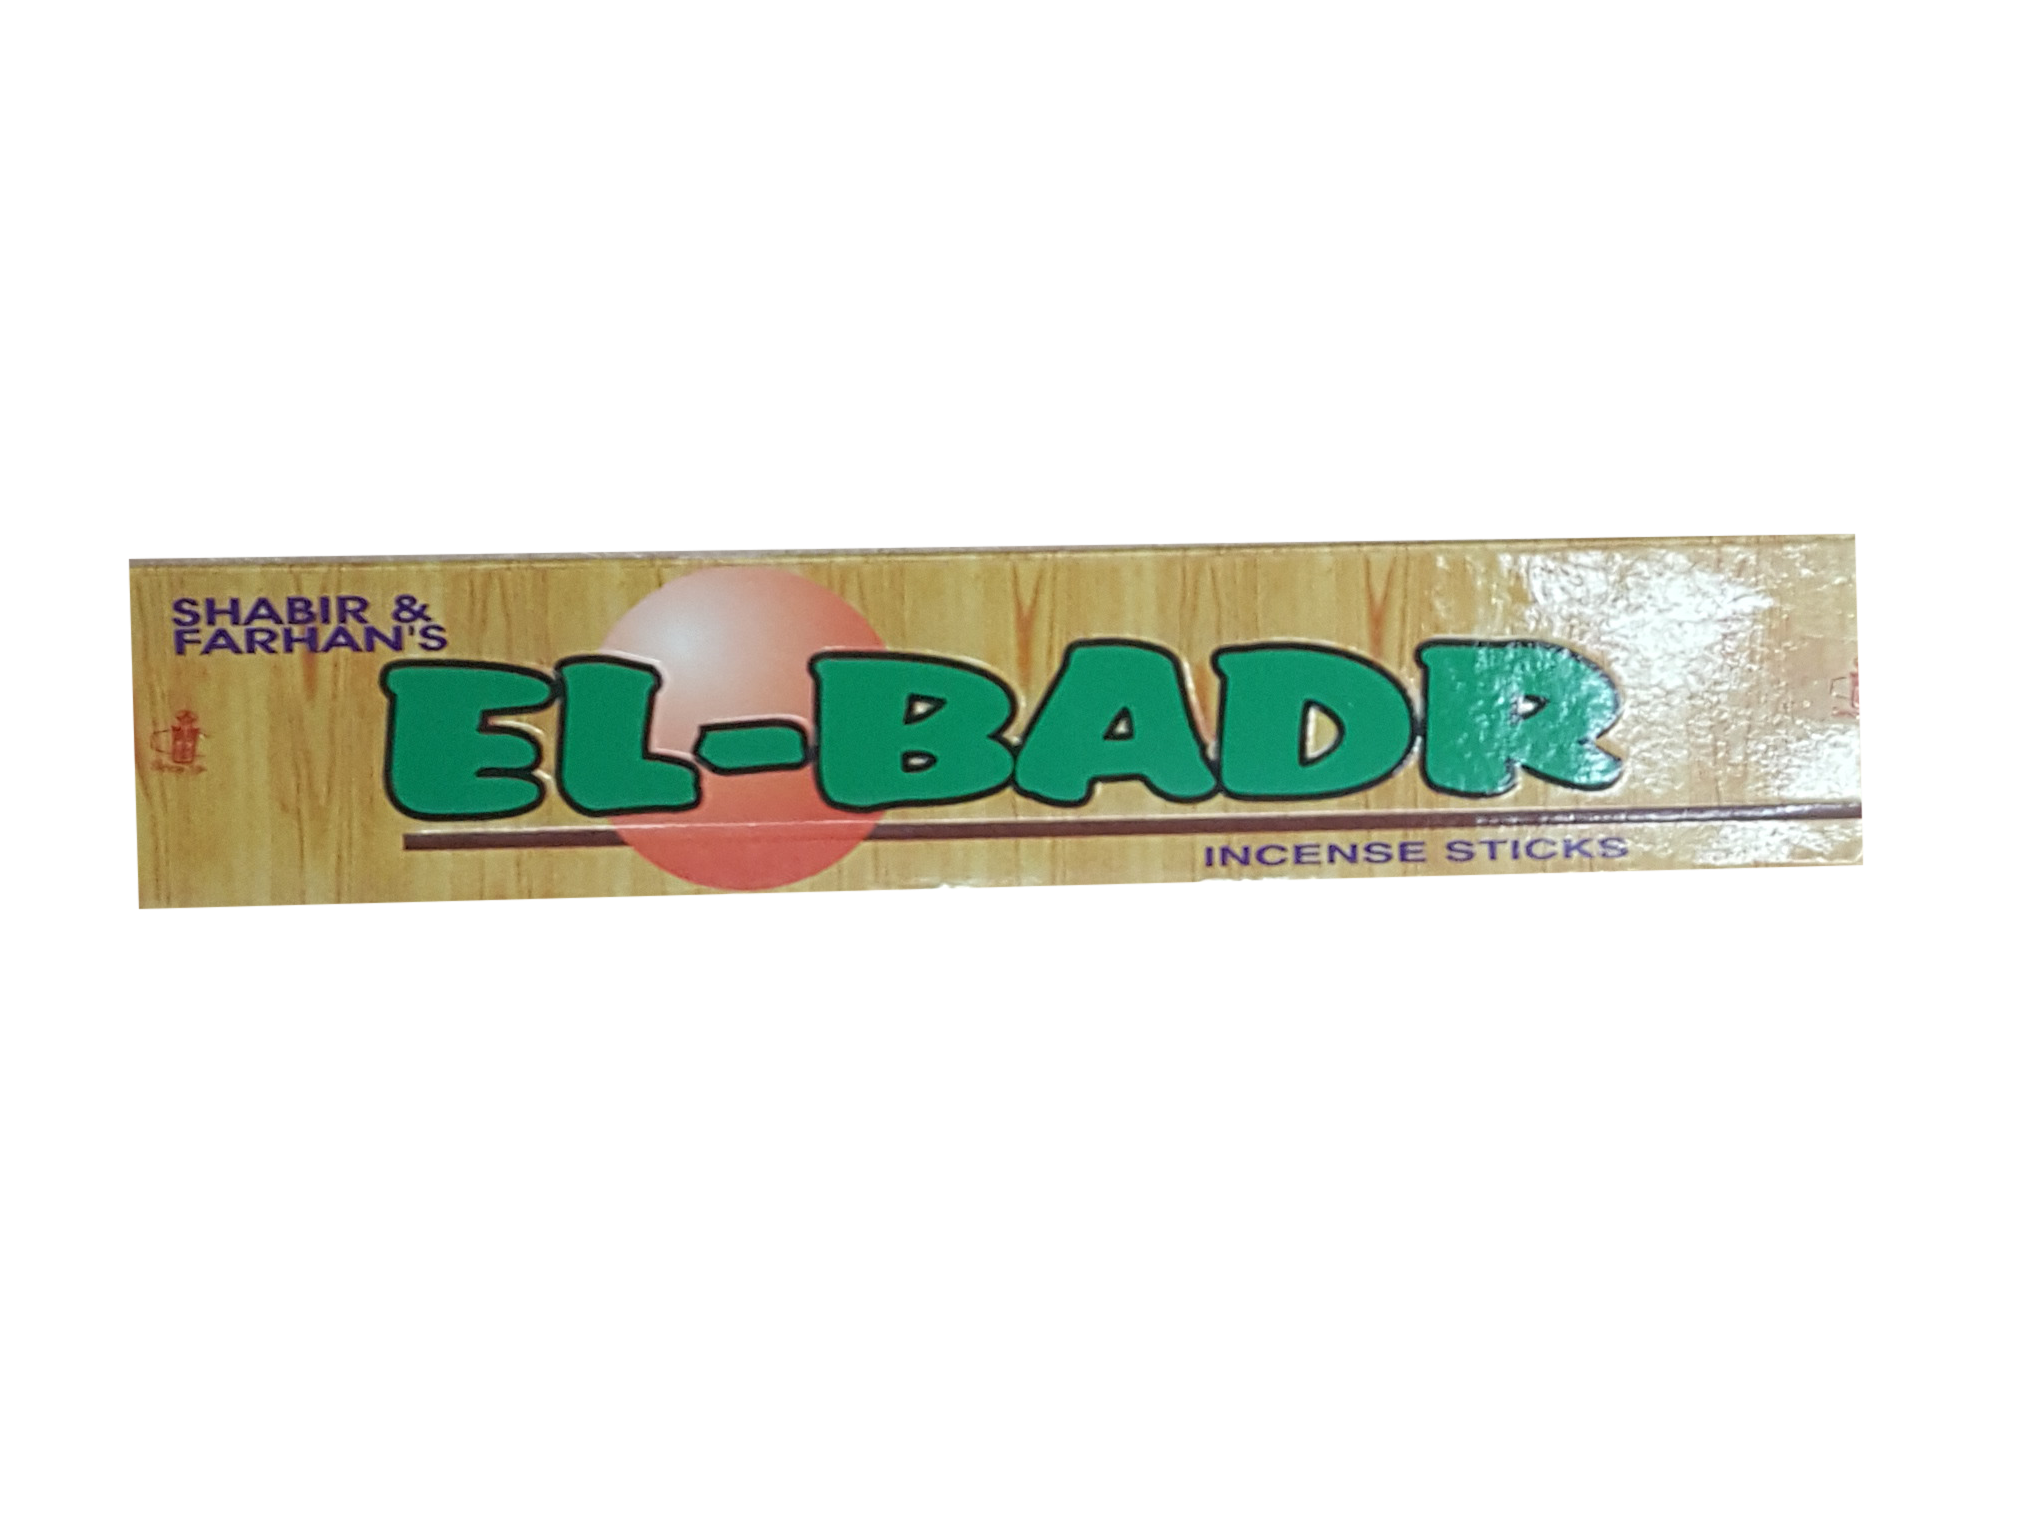 SHABIR &
FARHAN'S
EL-BADR
INCENSE STICKS